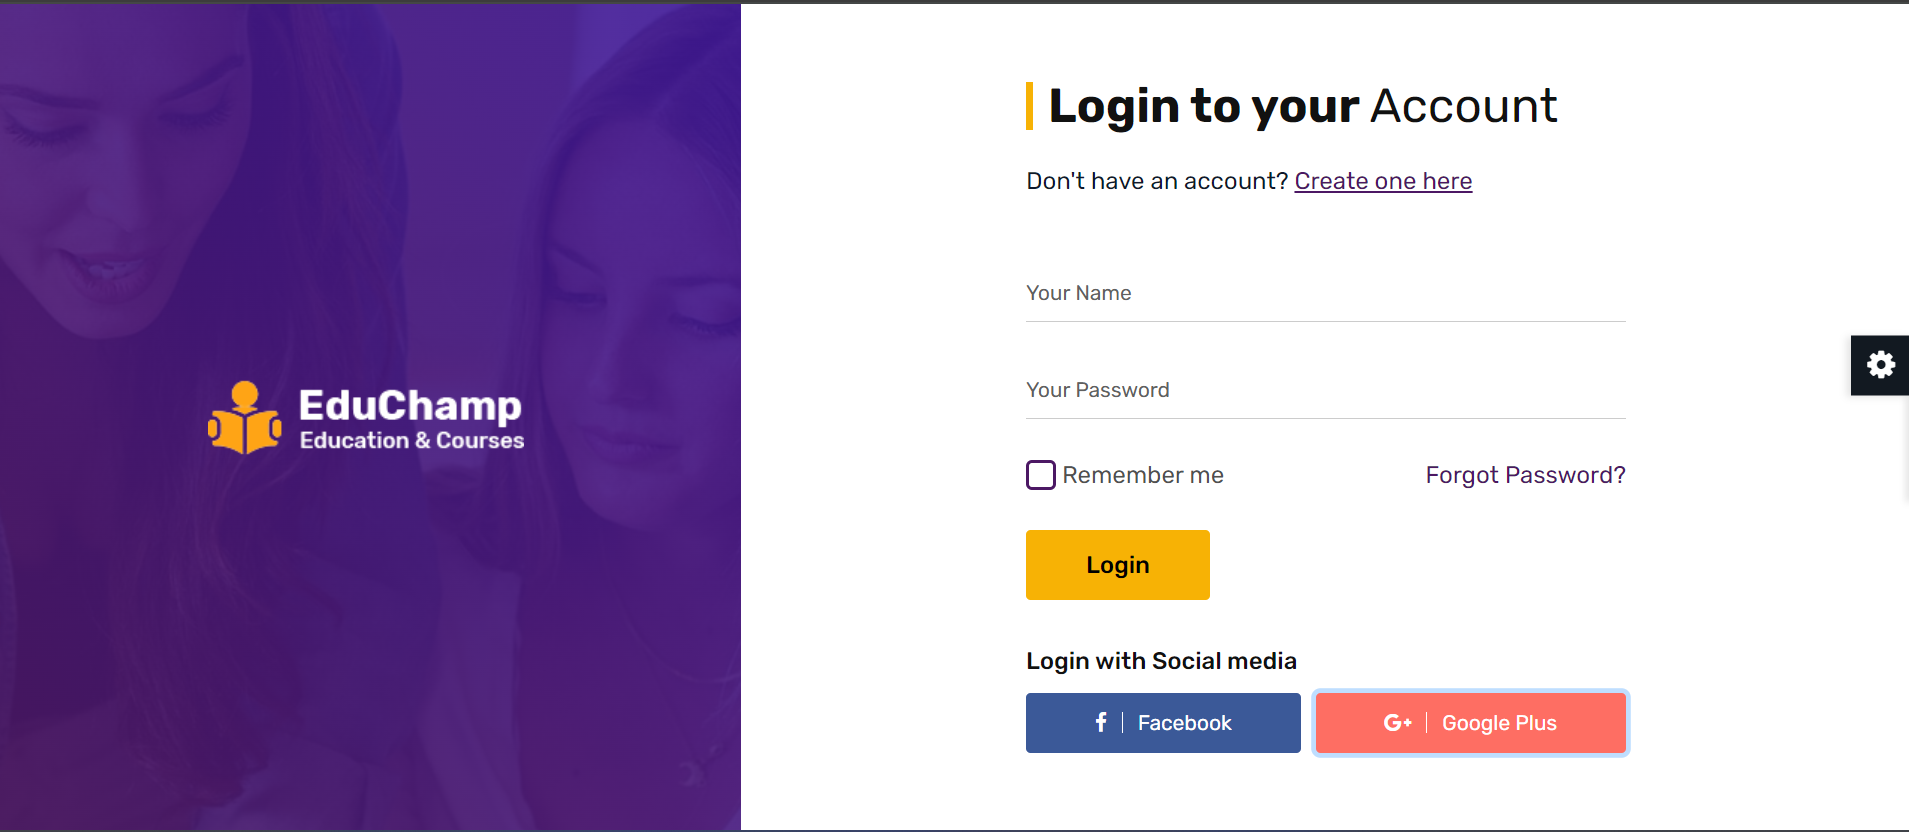 EduChamp
Education & Courses
Login to your Account
Don't have an account? Create one here
Your Name
Your Password
Remember me
Forgot Password?
Login
Login with Social media
f | Facebook
G+ | Google Plus